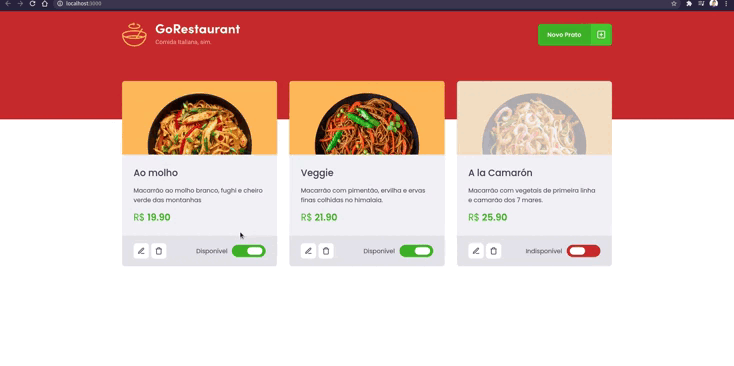 localhost:3000
GoRestaurant
Comida Italiana, sim.
Novo Prato
Ao molho
Macarrão ao molho branco, fughi e cheiro
verde das montanhas
R$ 19.90
Disponível
Veggie
Macarrão com pimentão, ervilha e ervas
finas colhidas no himalaia.
R$ 21.90
Disponível
A la Camarón
Macarrão com vegetais de primeira linha
e camarão dos 7 mares.
R$ 25.90
Indisponível